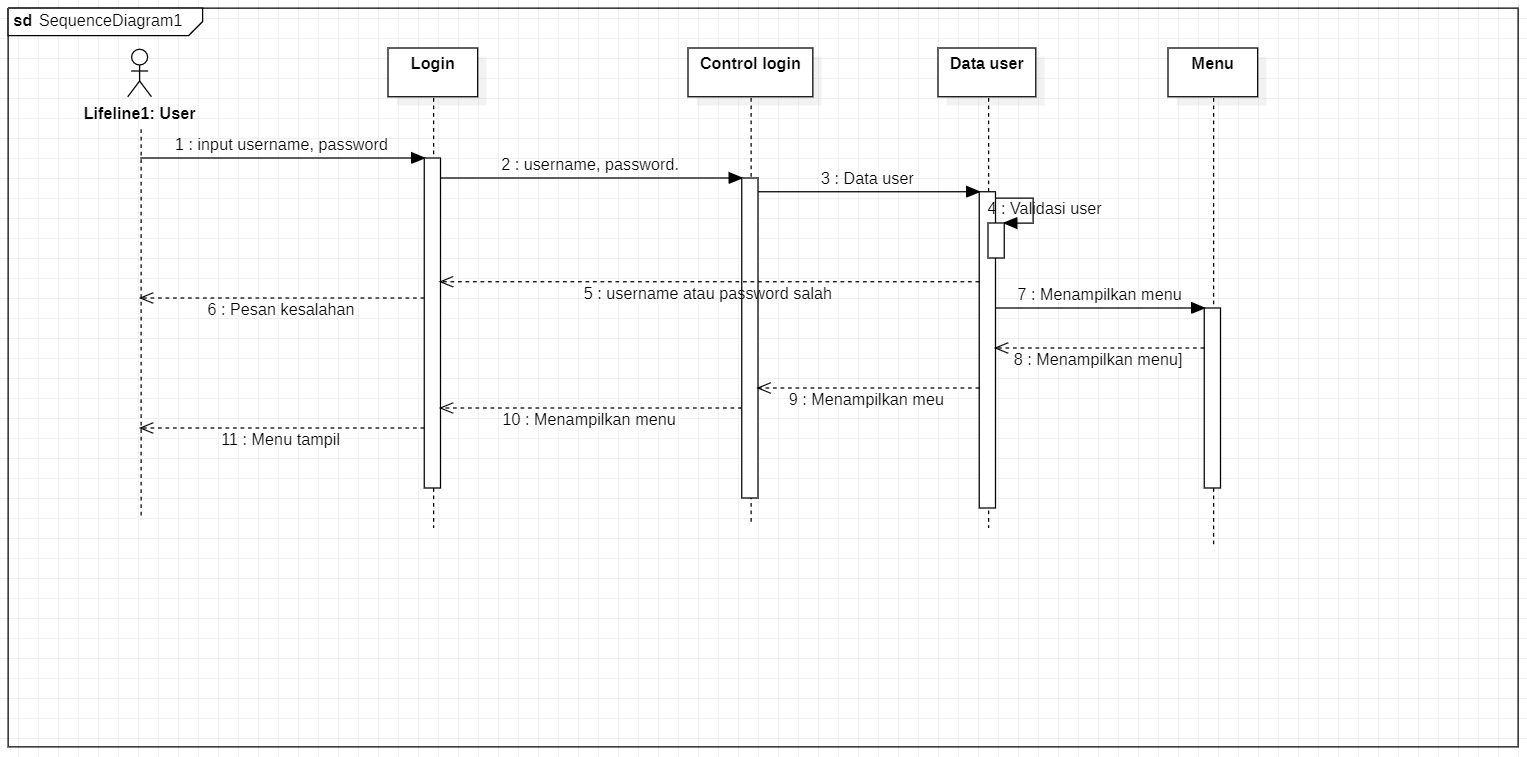 sd SequenceDiagram1
Login
Control login
Data user
Menu
Lifeline1: User
1 : input username, password
2 : username, password.
3 : Data user
4 : Validasi user
5 : username atau password salah
6 : Pesan kesalahan
7 : Menampilkan menu
8 : Menampilkan menu]
9 : Menampilkan meu
10 : Menampilkan menu
11 : Menu tampil